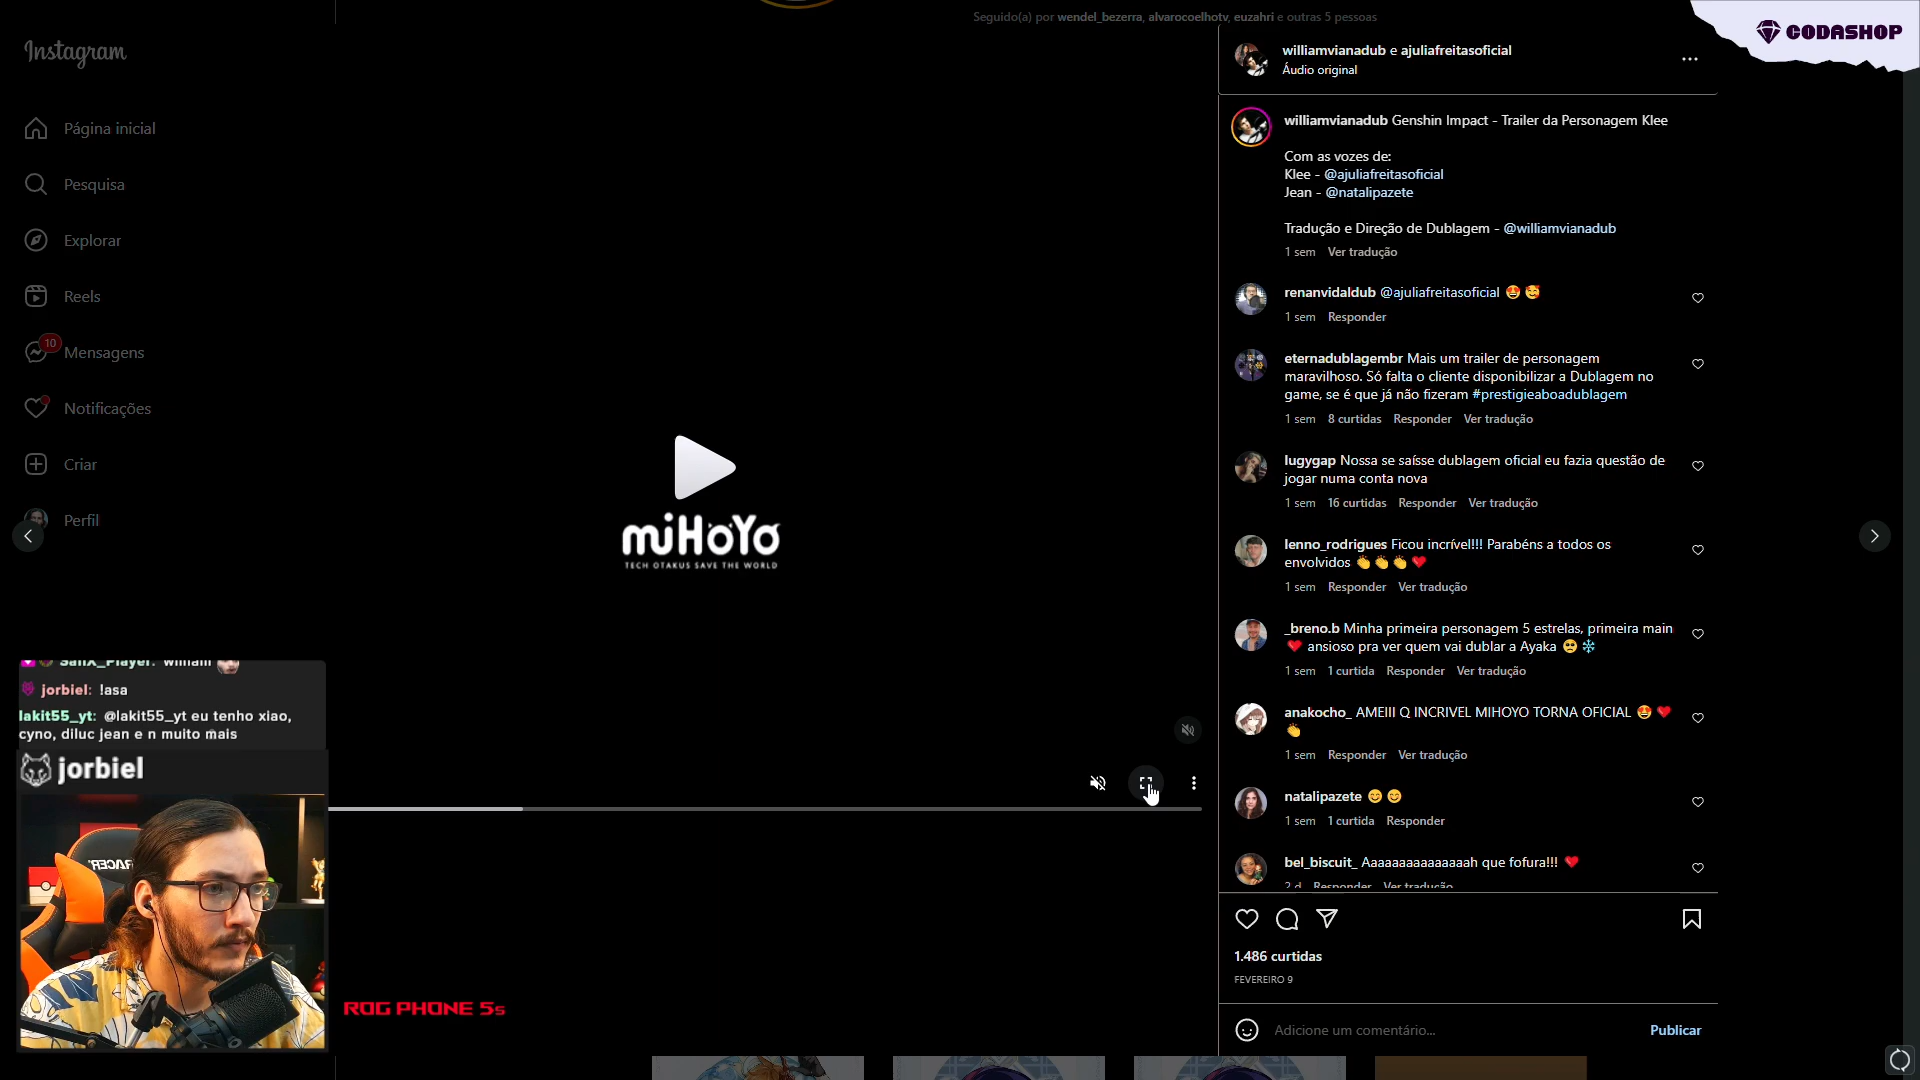 Seguido(a) por wendel_bezerra, alvarocoelhotv, euzahri e outras 5 pessoas
Instagram
Página inicial
Pesquisa
Explorar
Reels
10
Mensagens
Notificações
Criar
Perfil
miHoYo
TECH OTAKUS SAVE THE WORLD
jorbiel: !asa
lakit55_yt: @lakit55_yt eu tenho xiao,
cyno, diluc jean e n muito mais
jorbiel
ROG PHONE 5s
CODASHOP
williamvianadub e ajuliafreitasoficial
Áudio original
williamvianadub Genshin Impact - Trailer da Personagem Klee
Com as vozes de:
Klee - @ajuliafreitasoficial
Jean - @natalipazete
Tradução e Direção de Dublagem - @williamvianadub
1 sem Ver tradução
renanvidaldub @ajuliafreitasoficial 😍 🥰
1 sem Responder
eternadublagembr Mais um trailer de personagem
maravilhoso. Só falta o cliente disponibilizar a Dublagem no
game, se é que já não fizeram #prestigieaboadublagem
1 sem 8 curtidas Responder Ver tradução
lugygap Nossa se saísse dublagem oficial eu fazia questão de
jogar numa conta nova
1 sem 16 curtidas Responder Ver tradução
lenno_rodrigues Ficou incrível!!!! Parabéns a todos os
envolvidos 👏👏👏❤️
1 sem Responder Ver tradução
_breno.b Minha primeira personagem 5 estrelas, primeira main
❤️ ansioso pra ver quem vai dublar a Ayaka 🥺❄️
1 sem 1 curtida Responder Ver tradução
anakocho_ AMEIII Q INCRIVEL MIHOYO TORNA OFICIAL 🤩❤️
👏
1 sem Responder Ver tradução
natalipazete 😊😊
1 sem 1 curtida Responder
bel_biscuit_ Aaaaaaaaaaaaaaah que fofura!!! ❤️
2 d Responder Ver tradução
1.486 curtidas
FEVEREIRO 9
Adicione um comentário...
Publicar